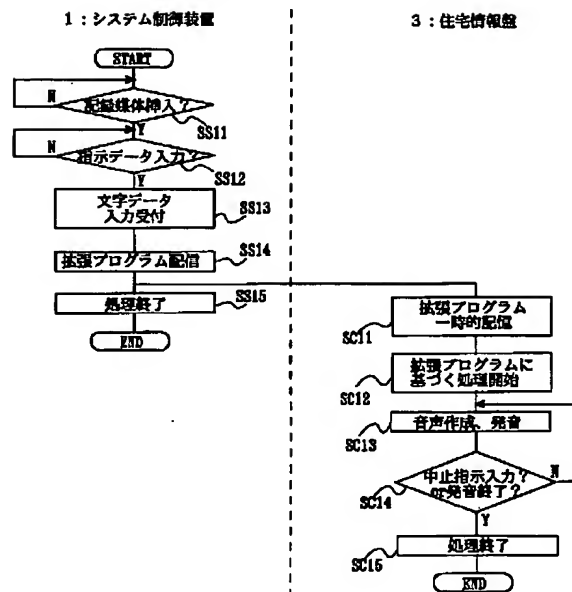 1：システム制御装置
START
記録媒体挿入？
N
Y
SS11
指示データ入力？
N
Y
SS12
文字データ
入力受付
SS13
拡張プログラム配信
SS14
処理終了
SS15
END
3：住宅情報盤
拡張プログラム
一時的記憶
SC11
拡張プログラムに
基づく処理開始
SC12
音声作成、発音
SC13
中止指示入力？
or発音終了？
N
SC14
Y
処理終了
SC15
END